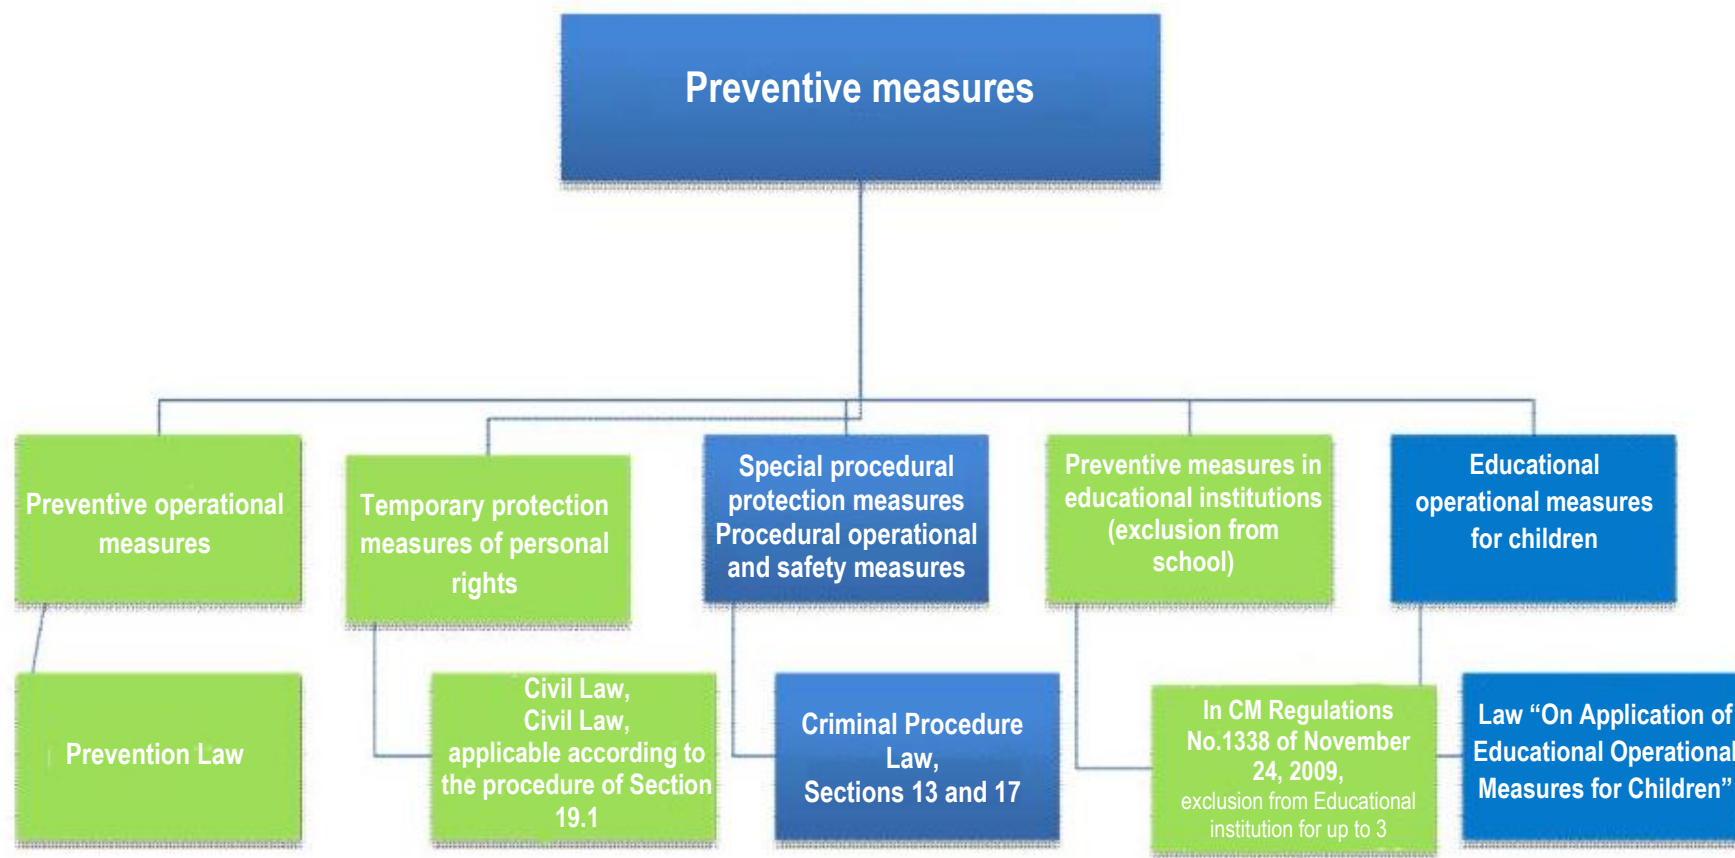 Preventive measures
Preventive operational
measures
Temporary protection
measures of personal
rights
Special procedural
protection measures
Procedural operational
and safety measures
Preventive measures in
educational institutions
(exclusion from
school)
Educational
operational measures
for children
Prevention Law
Civil Law,
Civil Law,
applicable according to
the procedure of Section
19.1
Criminal Procedure
Law,
Sections 13 and 17
In CM Regulations
No.1338 of November
24, 2009,
exclusion from Educational
institution for up to 3
Law “On Application of
Educational Operational
Measures for Children”